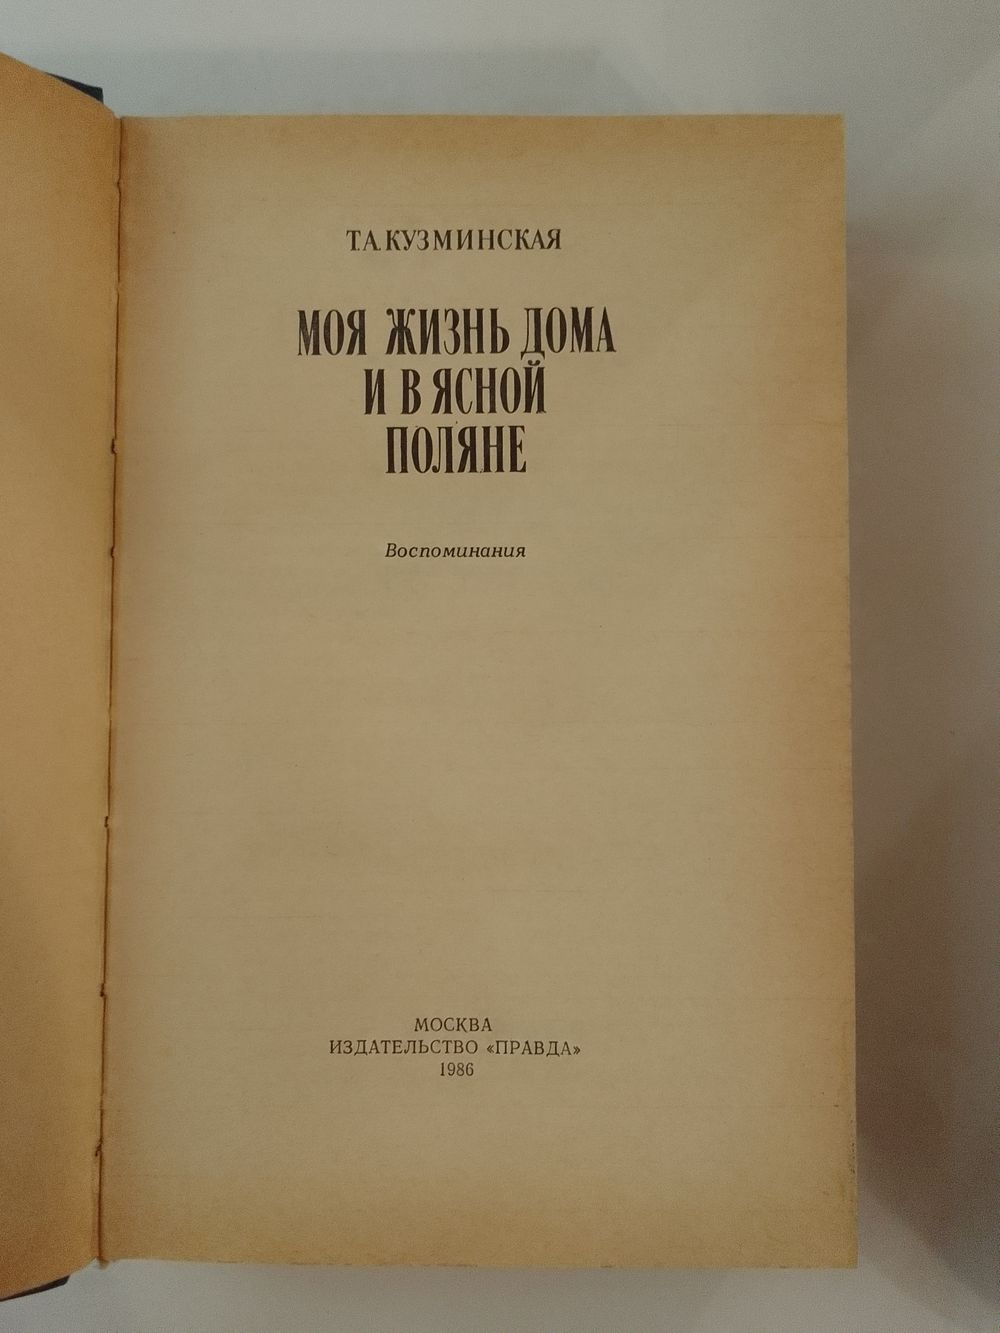 Т.А.КУЗМИНСКАЯ
МОЯ ЖИЗНЬ ДОМА
И В ЯСНОЙ
ПОЛЯНЕ
Воспоминания
МОСКВА
ИЗДАТЕЛЬСТВО «ПРАВДА»
1986